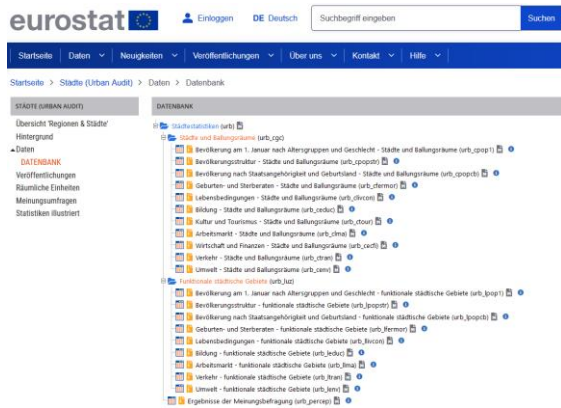 eurostat
Einloggen
DE Deutsch
Suchbegriff eingeben
Suchen
Startseite
Daten
Neuigkeiten
Veröffentlichungen
Über uns
Kontakt
Hilfe
Startseite > Städte (Urban Audit) > Daten > Databank
STÄDTE (URBAN AUDIT)
Übersicht 'Regionen & Städte'
Hintergrund
Daten
DATENBANK
Veröffentlichungen
Räumliche Einheiten
Meinungsumfragen
Statistiken illustriert
DATENBANK
Städtestatistiken (urb)
Städte und Ballungsräume (urb_cgc)
Bevölkerung am 1. Januar nach Altersgruppen und Geschlecht - Städte und Ballungsräume (urb_cpop1)
Bevölkerungsstruktur - Städte und Ballungsräume (urb_cpopstr)
Bevölkerung nach Staatsangehörigkeit und Geburtsland - Städte und Ballungsräume (urb_cpopcb)
Geburten- und Sterberaten - Städte und Ballungsräume (urb_cfermor)
Lebensbedingungen - Städte und Ballungsräume (urb_clivcon)
Bildung - Städte und Ballungsräume (urb_ceduc)
Kultur und Tourismus - Städte und Ballungsräume (urb_ctour)
Arbeitsmarkt - Städte und Ballungsräume (urb_clma)
Wirtschaft und Finanzen - Städte und Ballungsräume (urb_cecfi)
Verkehr - Städte und Ballungsräume (urb_ctran)
Umwelt - Städte und Ballungsräume (urb_cenv)
Funktionale städtische Gebiete (urb_luz)
Bevölkerung am 1. Januar nach Altersgruppen und Geschlecht - funktionale städtische Gebiete (urb_lpop1)
Bevölkerungsstruktur - funktionale städtische Gebiete (urb_lpopstr)
Bevölkerung nach Staatsangehörigkeit und Geburtsland - funktionale städtische Gebiete (urb_lpopcb)
Geburten- und Sterberaten - funktionale städtische Gebiete (urb_lfermor)
Lebensbedingungen - funktionale städtische Gebiete (urb_livcon)
Bildung - funktionale städtische Gebiete (urb_leduc)
Arbeitsmarkt - funktionale städtische Gebiete (urb_llma)
Verkehr - funktionale städtische Gebiete (urb_ltran)
Umwelt - funktionale städtische Gebiete (urb_lenv)
Ergebnisse der Meinungsbefragung (urb_percep)